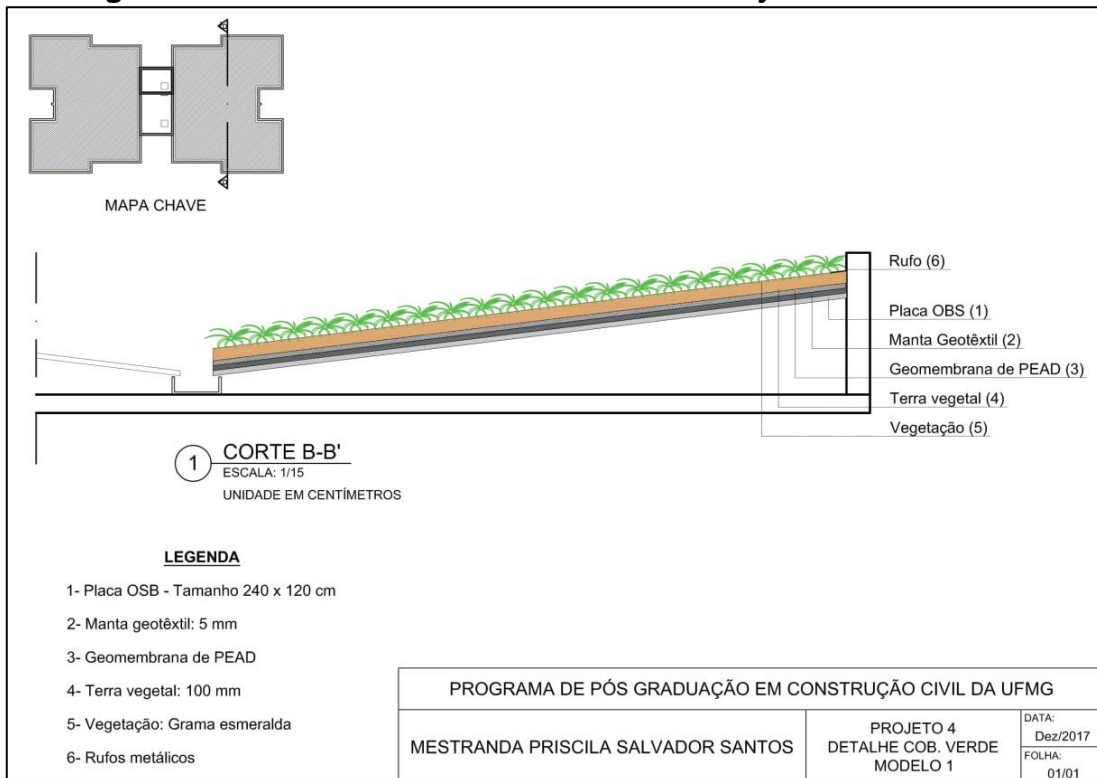 MAPA CHAVE
Rufo (6)
Placa OBS (1)
Manta Geotêxtil (2)
Geomembrana de PEAD (3)
Terra vegetal (4)
Vegetação (5)
1
CORTE B-B'
ESCALA: 1/15
UNIDADE EM CENTÍMETROS
LEGENDA
1- Placa OSB - Tamanho 240 x 120 cm
2- Manta geotêxtil: 5 mm
3- Geomembrana de PEAD
4- Terra vegetal: 100 mm
5- Vegetação: Grama esmeralda
6- Rufos metálicos
PROGRAMA DE PÓS GRADUAÇÃO EM CONSTRUÇÃO CIVIL DA UFMG
MESTRANDA PRISCILA SALVADOR SANTOS
PROJETO 4
DETALHE COB. VERDE
MODELO 1
DATA:
Dez/2017
FOLHA:
01/01